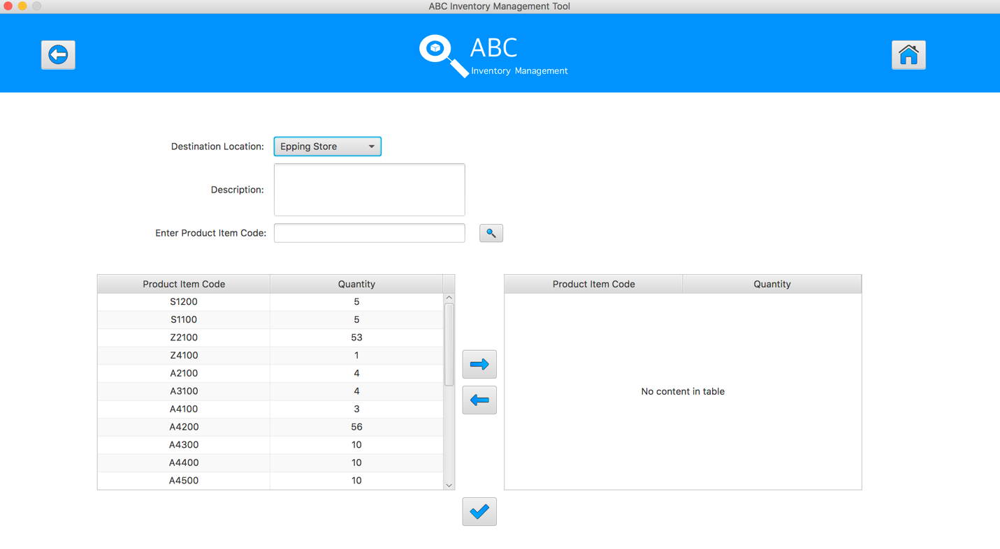 ABC Inventory Management Tool
ABC
Inventory Management
Destination Location: Epping Store
Description:
Enter Product Item Code:
Product Item Code Quantity
S1200 5
S1100 5
Z2100 53
Z4100 1
A2100 4
A3100 4
A4100 3
A4200 56
A4300 10
A4400 10
A4500 10
Product Item Code Quantity
No content in table